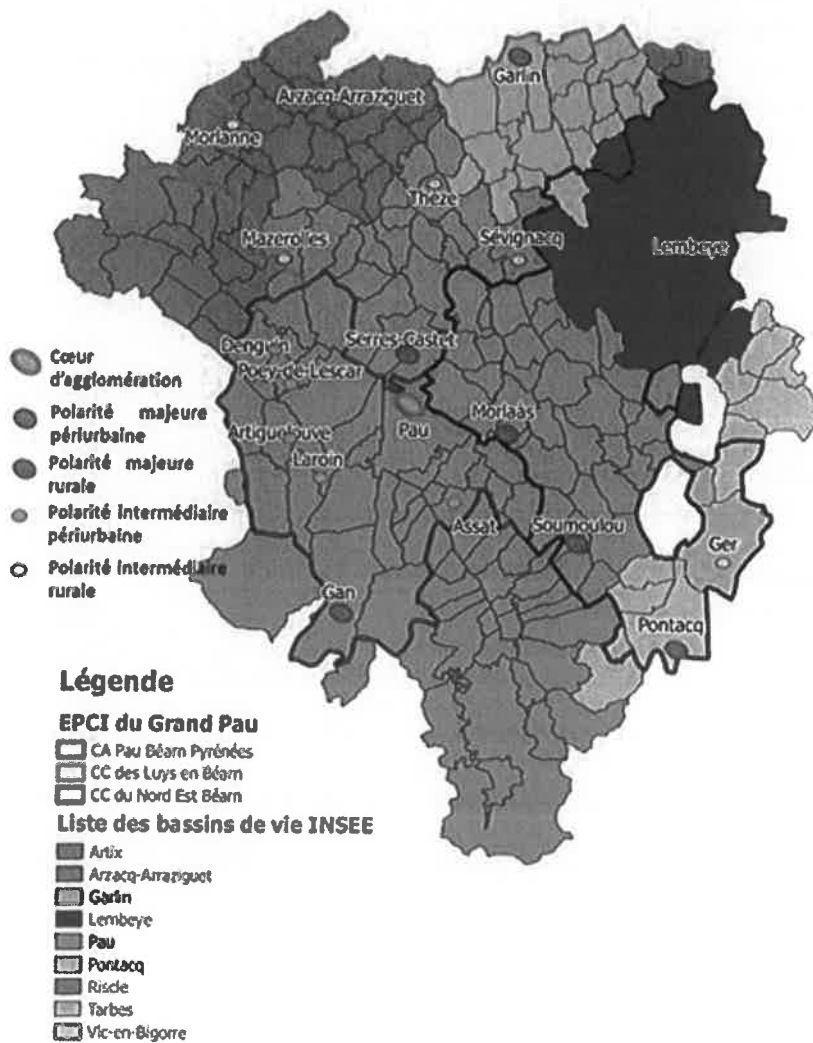 Garlin
Arzacq-Arraziguet
Morlanne
Thèze
Mazerolles
Sévignacq
Lembeye
Denguin
Serres-Castet
Poey-de-Lescar
Artiguelouve
Pau
Morlaàs
Laroin
Assat
Soumoulou
Ger
Gan
Pontacq
Cœur
d'agglomération
Polarité majeure
périurbaine
Polarité majeure
rurale
Polarité intermédiaire
périurbaine
Polarité intermédiaire
rurale
Légende
EPCI du Grand Pau
CA Pau Béarn Pyrénées
CC des Luys en Béarn
CC du Nord Est Béarn
Liste des bassins de vie INSEE
Artix
Arzacq-Arraziguet
Garlin
Lembeye
Pau
Pontacq
Riscle
Tarbes
Vic-en-Bigorre